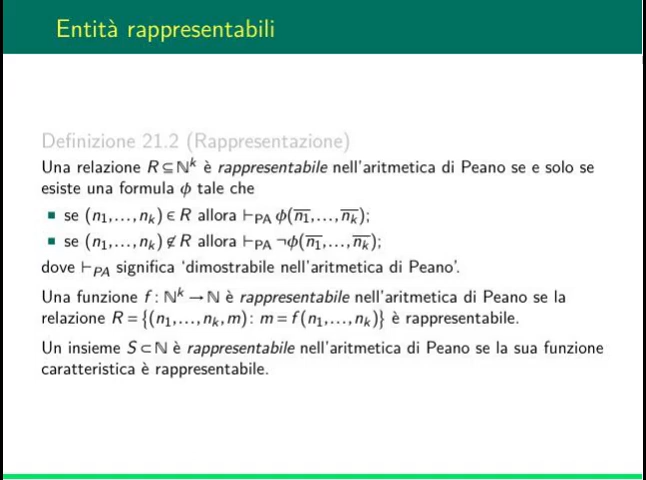 Entità rappresentabili
Definizione 21.2 (Rappresentazione)
Una relazione R ⊆ ℕᵏ è rappresentabile nell'aritmetica di Peano se e solo se
esiste una formula ϕ tale che
■ se (n₁,…,nₖ) ∈ R allora ⊢PA ϕ(n̅₁,…,n̅ₖ);
■ se (n₁,…,nₖ) ∉ R allora ⊢PA ¬ϕ(n̅₁,…,n̅ₖ);
dove ⊢PA significa 'dimostrabile nell'aritmetica di Peano'.
Una funzione f: ℕᵏ → ℕ è rappresentabile nell'aritmetica di Peano se la
relazione R = {(n₁,…,nₖ,m): m = f(n₁,…,nₖ)} è rappresentabile.
Un insieme S ⊂ ℕ è rappresentabile nell'aritmetica di Peano se la sua funzione
caratteristica è rappresentabile.